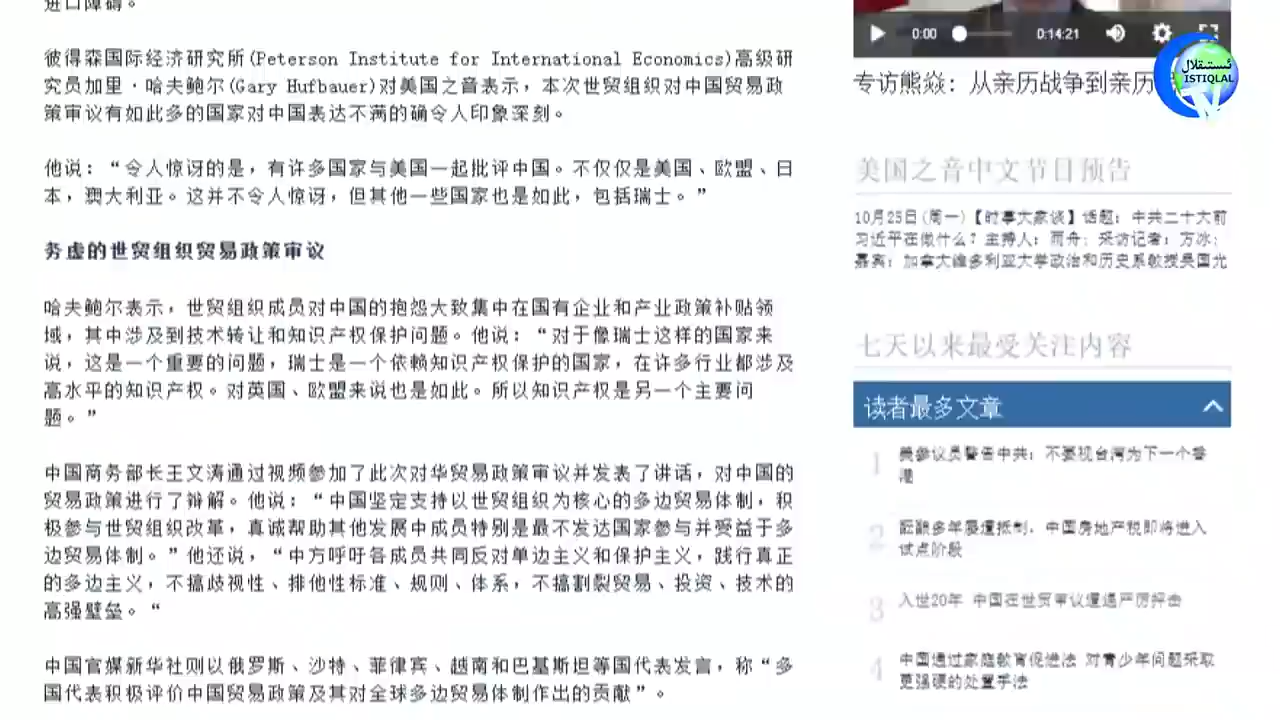 进口障碍。
彼得森国际经济研究所(Peterson Institute for International Economics)高级研
究员加里·哈夫鲍尔(Gary Hufbauer)对美国之音表示，本次世贸组织对中国贸易政
策审议有如此多的国家对中国表达不满的确令人印象深刻。
他说：“令人惊讶的是，有许多国家与美国一起批评中国。不仅仅是美国、欧盟、日
本，澳大利亚。这并不令人惊讶，但其他一些国家也是如此，包括瑞士。”
务虚的世贸组织贸易政策审议
哈夫鲍尔表示，世贸组织成员对中国的抱怨大致集中在国有企业和产业政策补贴领
域，其中涉及到技术转让和知识产权保护问题。他说：“对于像瑞士这样的国家来
说，这是一个重要的问题，瑞士是一个依赖知识产权保护的国家，在许多行业都涉及
高水平的知识产权。对英国、欧盟来说也是如此。所以知识产权是另一个主要问
题。”
中国商务部长王文涛通过视频参加了此次对华贸易政策审议并发表了讲话，对中国的
贸易政策进行了辩解。他说：“中国坚定支持以世贸组织为核心的多边贸易体制，积
极参与世贸组织改革，真诚帮助其他发展中成员特别是最不发达国家参与并受益于多
边贸易体制。”他还说，“中方呼吁各成员共同反对单边主义和保护主义，践行真正
的多边主义，不搞歧视性、排他性标准、规则、体系，不搞割裂贸易、投资、技术的
高强壁垒。“
中国官媒新华社则以俄罗斯、沙特、菲律宾、越南和巴基斯坦等国代表发言，称“多
国代表积极评价中国贸易政策及其对全球多边贸易体制作出的贡献”。
0:00 0:14:21
专访熊焱：从亲历战争到亲历
ئىستىقلال
ISTIQLAL
美国之音中文节目预告
10月25日(周一)【时事大家谈】话题：中共二十大前
习近平在做什么？主持人：雨舟；采访记者：方冰；
嘉宾：加拿大维多利亚大学政治和历史系教授吴国光
七天以来最受关注内容
读者最多文章
1 美参议员警告中共：不要视台湾为下一个香
港
2 酝酿多年屡遭抵制，中国房地产税即将进入
试点阶段
3 入世20年 中国在世贸审议遭遇严厉抨击
4 中国通过家庭教育促进法 对青少年问题采取
更强硬的处置手法